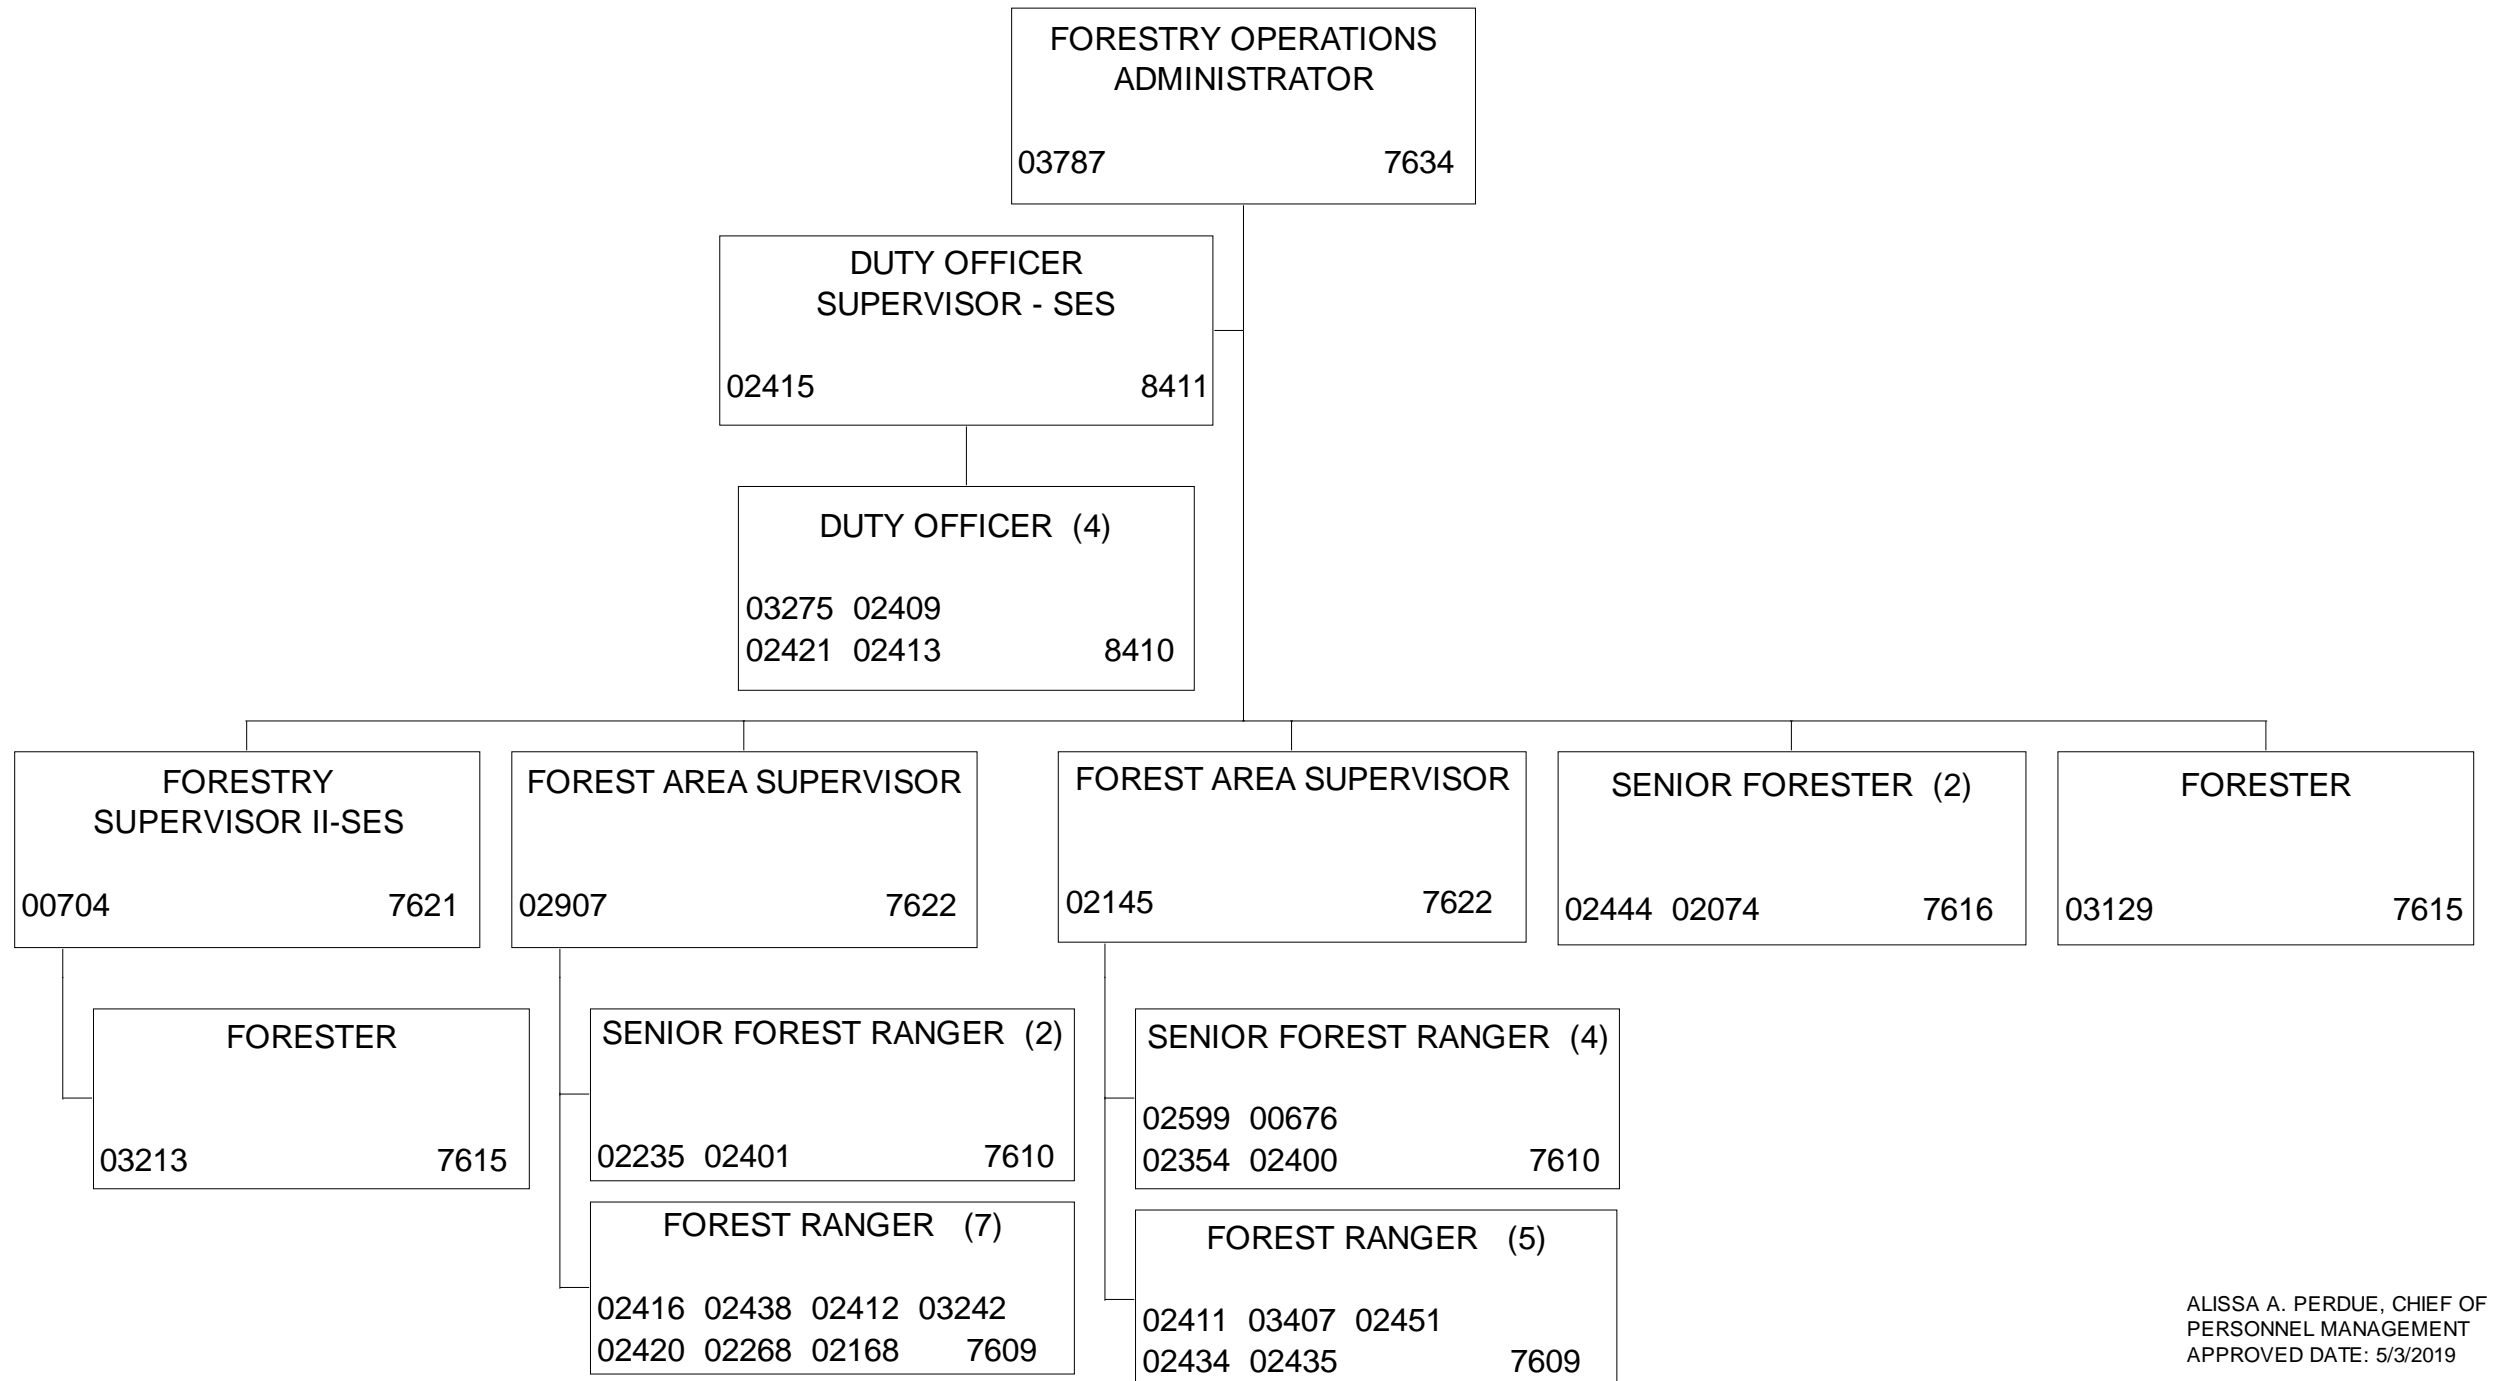 FORESTRY OPERATIONS
ADMINISTRATOR
03787 7634
DUTY OFFICER
SUPERVISOR - SES
02415 8411
DUTY OFFICER (4)
03275 02409
02421 02413 8410
FORESTRY
SUPERVISOR II-SES
00704 7621
FOREST AREA SUPERVISOR
02907 7622
FOREST AREA SUPERVISOR
02145 7622
SENIOR FORESTER (2)
02444 02074 7616
FORESTER
03129 7615
FORESTER
03213 7615
SENIOR FOREST RANGER (2)
02235 02401 7610
SENIOR FOREST RANGER (4)
02599 00676
02354 02400 7610
FOREST RANGER (7)
02416 02438 02412 03242
02420 02268 02168 7609
FOREST RANGER (5)
02411 03407 02451
02434 02435 7609
ALISSA A. PERDUE, CHIEF OF
PERSONNEL MANAGEMENT
APPROVED DATE: 5/3/2019